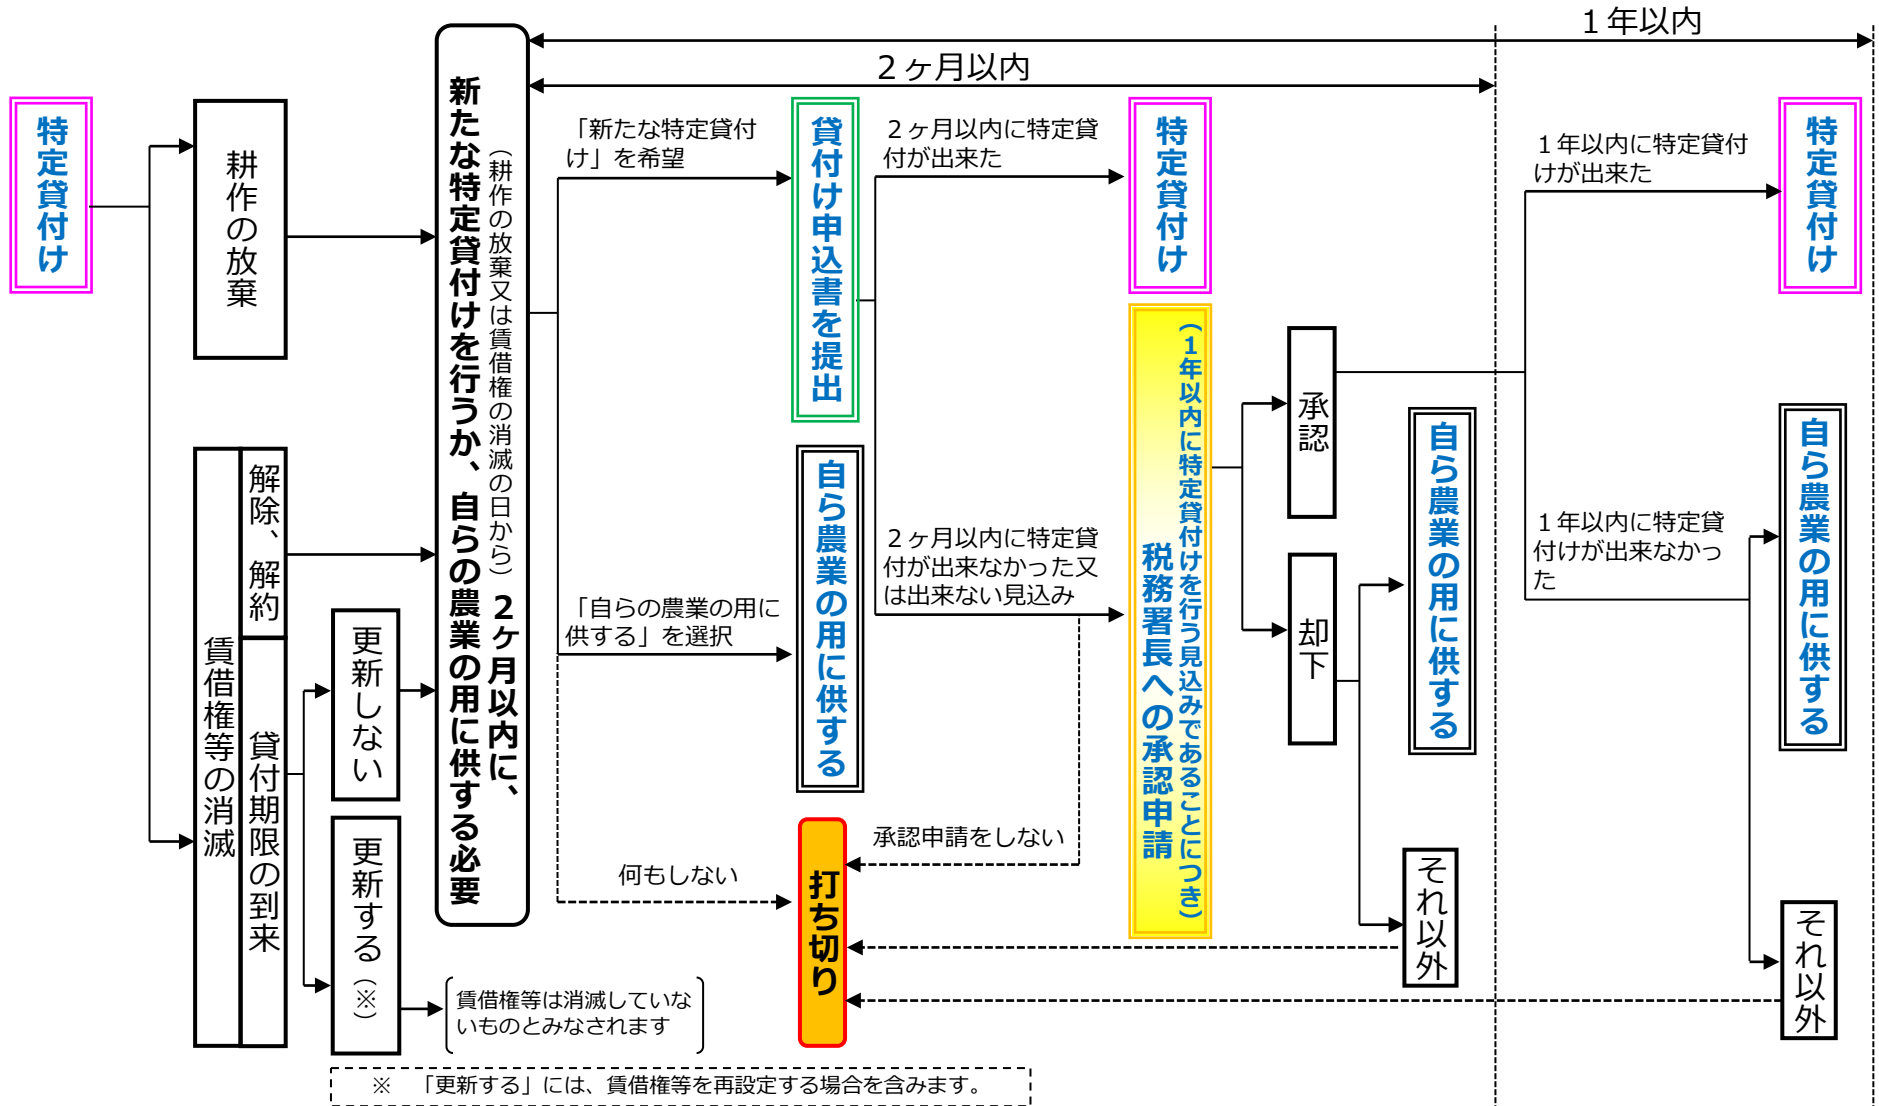 １年以内
２ヶ月以内
特定貸付け
耕作の放棄
賃借権等の消滅
解除、解約
貸付期限の到来
更新しない
更新する（※）
賃借権等は消滅していな
いものとみなされます
※　「更新する」には、賃借権等を再設定する場合を含みます。
（耕作の放棄又は賃借権の消滅の日から）２ヶ月以内に、
新たな特定貸付けを行うか、自らの農業の用に供する必要
「新たな特定貸付
け」を希望
「自らの農業の用に
供する」を選択
何もしない
貸付け申込書を提出
自ら農業の用に供する
打ち切り
２ヶ月以内に特定貸
付が出来た
２ヶ月以内に特定貸
付が出来なかった又
は出来ない見込み
承認申請をしない
特定貸付け
（１年以内に特定貸付けを行う見込みであることにつき）
税務署長への承認申請
承認
却下
自ら農業の用に供する
それ以外
１年以内に特定貸付
けが出来た
１年以内に特定貸
付けが出来なかっ
た
特定貸付け
自ら農業の用に供する
それ以外